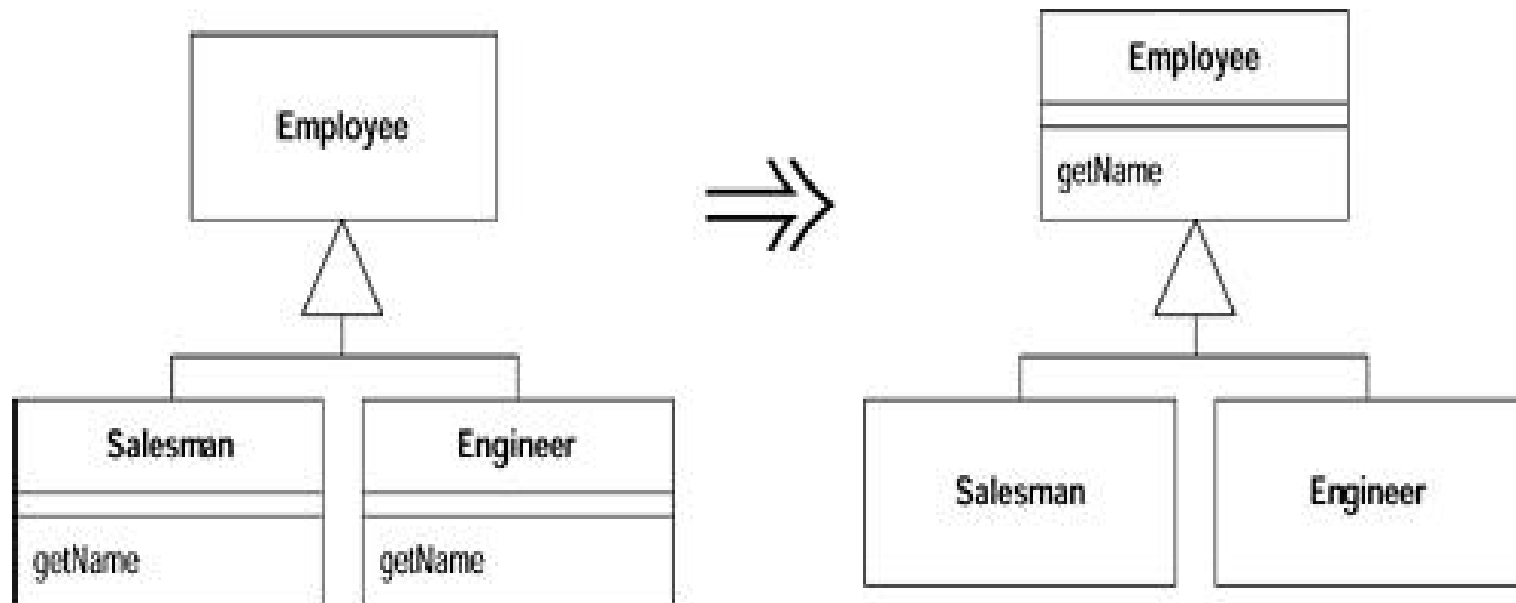 Employee
Salesman
getName
Engineer
getName
Employee
getName
Salesman
Engineer